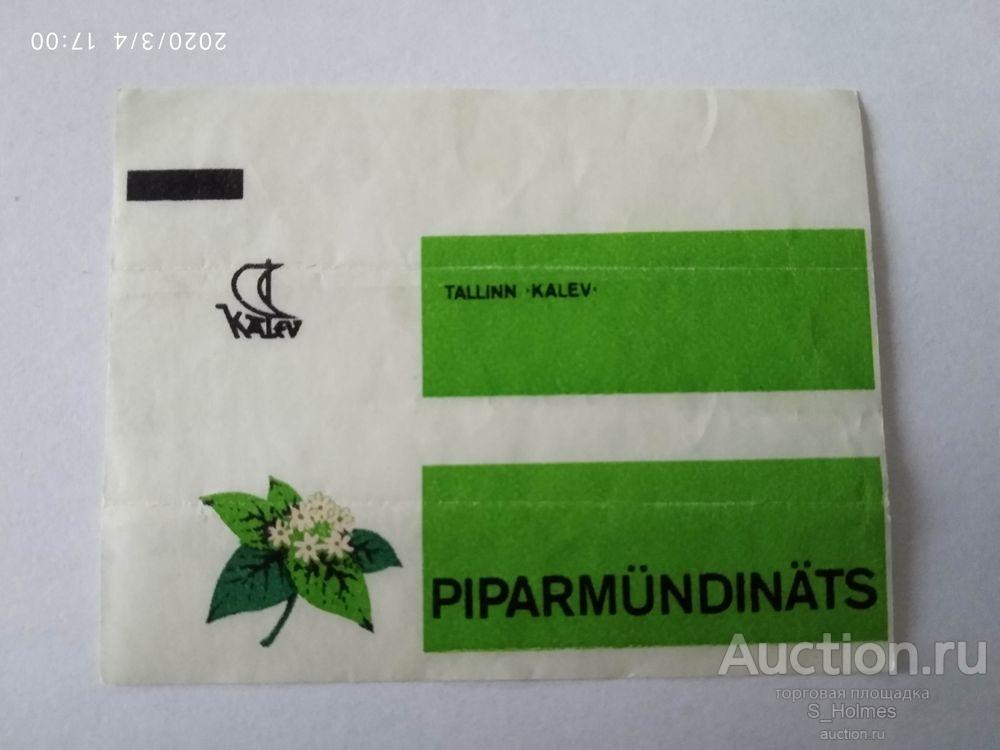 2020/3/4 17:00
KALEV
TALLINN ·KALEV·
PIPARMÜNDINÄTS
Auction.ru
торговая площадка
S_Holmes
auction.ru